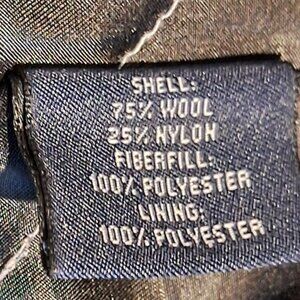 SHELL:
75% WOOL
25% NYLON
FIBERFILL:
100% POLYESTER
LINING:
100% POLYESTER